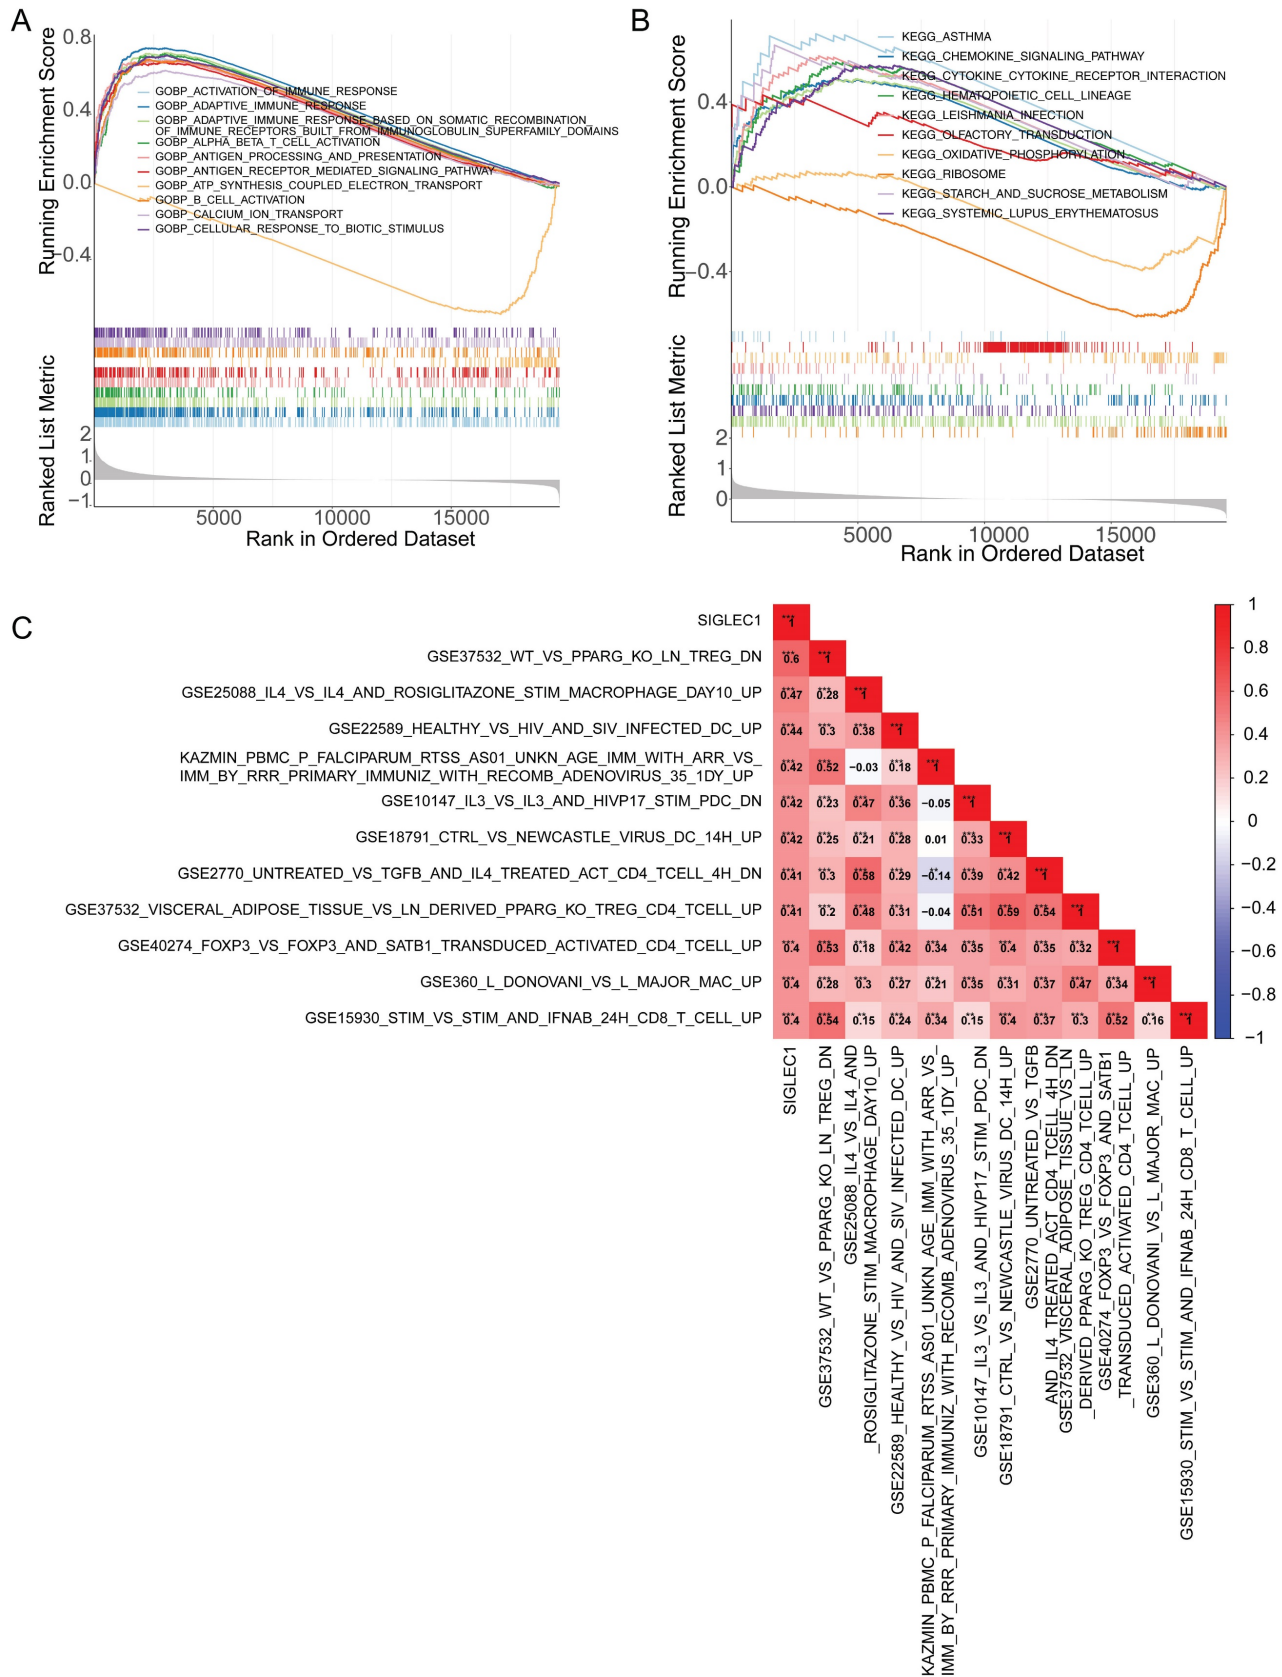 A
Running Enrichment Score
0.8
0.4
0.0
−0.4
GOBP_ACTIVATION_OF_IMMUNE_RESPONSE
GOBP_ADAPTIVE_IMMUNE_RESPONSE
GOBP_ADAPTIVE_IMMUNE_RESPONSE_BASED_ON_SOMATIC_RECOMBINATION
OF_IMMUNE_RECEPTORS_BUILT_FROM_IMMUNOGLOBULIN_SUPERFAMILY_DOMAINS
GOBP_ALPHA_BETA_T_CELL_ACTIVATION
GOBP_ANTIGEN_PROCESSING_AND_PRESENTATION
GOBP_ANTIGEN_RECEPTOR_MEDIATED_SIGNALING_PATHWAY
GOBP_ATP_SYNTHESIS_COUPLED_ELECTRON_TRANSPORT
GOBP_B_CELL_ACTIVATION
GOBP_CALCIUM_ION_TRANSPORT
GOBP_CELLULAR_RESPONSE_TO_BIOTIC_STIMULUS
Ranked List Metric
2
1
0
−1
5000 10000 15000
Rank in Ordered Dataset
B
Running Enrichment Score
0.4
0.0
−0.4
KEGG_ASTHMA
KEGG_CHEMOKINE_SIGNALING_PATHWAY
KEGG_CYTOKINE_CYTOKINE_RECEPTOR_INTERACTION
KEGG_HEMATOPOIETIC_CELL_LINEAGE
KEGG_LEISHMANIA_INFECTION
KEGG_OLFACTORY_TRANSDUCTION
KEGG_OXIDATIVE_PHOSPHORYLATION
KEGG_RIBOSOME
KEGG_STARCH_AND_SUCROSE_METABOLISM
KEGG_SYSTEMIC_LUPUS_ERYTHEMATOSUS
Ranked List Metric
2
1
0
5000 10000 15000
Rank in Ordered Dataset
C
SIGLEC1 ***1
GSE37532_WT_VS_PPARG_KO_LN_TREG_DN ***0.6 ***1
GSE25088_IL4_VS_IL4_AND_ROSIGLITAZONE_STIM_MACROPHAGE_DAY10_UP ***0.47 ***0.28 ***1
GSE22589_HEALTHY_VS_HIV_AND_SIV_INFECTED_DC_UP ***0.44 ***0.3 ***0.38 ***1
KAZMIN_PBMC_P_FALCIPARUM_RTSS_AS01_UNKN_AGE_IMM_WITH_ARR_VS_
IMM_BY_RRR_PRIMARY_IMMUNIZ_WITH_RECOMB_ADENOVIRUS_35_1DY_UP ***0.42 ***0.52 −0.03 ***0.18 ***1
GSE10147_IL3_VS_IL3_AND_HIVP17_STIM_PDC_DN ***0.42 ***0.23 ***0.47 ***0.36 −0.05 ***1
GSE18791_CTRL_VS_NEWCASTLE_VIRUS_DC_14H_UP ***0.42 ***0.25 ***0.21 ***0.28 0.01 ***0.33 ***1
GSE2770_UNTREATED_VS_TGFB_AND_IL4_TREATED_ACT_CD4_TCELL_4H_DN ***0.41 ***0.3 ***0.58 ***0.29 −0.14 ***0.39 ***0.42 ***1
GSE37532_VISCERAL_ADIPOSE_TISSUE_VS_LN_DERIVED_PPARG_KO_TREG_CD4_TCELL_UP ***0.41 ***0.2 ***0.48 ***0.31 −0.04 ***0.51 ***0.59 ***0.54 ***1
GSE40274_FOXP3_VS_FOXP3_AND_SATB1_TRANSDUCED_ACTIVATED_CD4_TCELL_UP ***0.4 ***0.53 ***0.18 ***0.42 ***0.34 ***0.35 ***0.4 ***0.35 ***0.32 ***1
GSE360_L_DONOVANI_VS_L_MAJOR_MAC_UP ***0.4 ***0.28 ***0.3 ***0.27 ***0.21 ***0.35 ***0.31 ***0.37 ***0.47 ***0.34 ***1
GSE15930_STIM_VS_STIM_AND_IFNAB_24H_CD8_T_CELL_UP ***0.4 ***0.54 ***0.15 ***0.24 ***0.34 ***0.15 ***0.4 ***0.37 ***0.3 ***0.52 ***0.16 ***1
1
0.8
0.6
0.4
0.2
0
−0.2
−0.4
−0.6
−0.8
−1
SIGLEC1
GSE37532_WT_VS_PPARG_KO_LN_TREG_DN
GSE25088_IL4_VS_IL4_AND
_ROSIGLITAZONE_STIM_MACROPHAGE_DAY10_UP
GSE22589_HEALTHY_VS_HIV_AND_SIV_INFECTED_DC_UP
KAZMIN_PBMC_P_FALCIPARUM_RTSS_AS01_UNKN_AGE_IMM_WITH_ARR_VS_
IMM_BY_RRR_PRIMARY_IMMUNIZ_WITH_RECOMB_ADENOVIRUS_35_1DY_UP
GSE10147_IL3_VS_IL3_AND_HIVP17_STIM_PDC_DN
GSE18791_CTRL_VS_NEWCASTLE_VIRUS_DC_14H_UP
GSE2770_UNTREATED_VS_TGFB
AND_IL4_TREATED_ACT_CD4_TCELL_4H_DN
GSE37532_VISCERAL_ADIPOSE_TISSUE_VS_LN
_DERIVED_PPARG_KO_TREG_CD4_TCELL_UP
GSE40274_FOXP3_VS_FOXP3_AND_SATB1
_TRANSDUCED_ACTIVATED_CD4_TCELL_UP
GSE360_L_DONOVANI_VS_L_MAJOR_MAC_UP
GSE15930_STIM_VS_STIM_AND_IFNAB_24H_CD8_T_CELL_UP